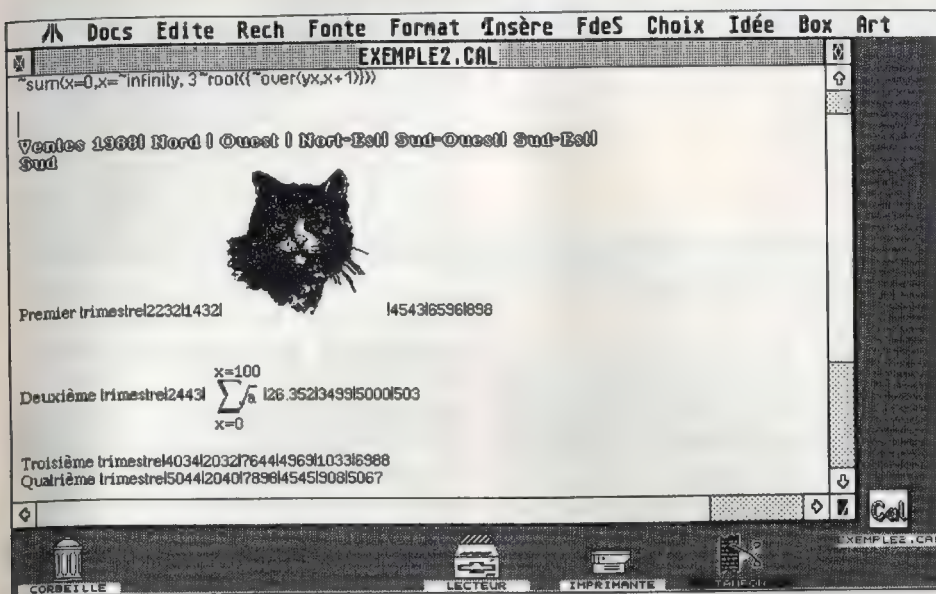 Docs Edite Rech Fonte Format Insère FdeS Choix Idée Box Art
EXEMPLE2.CAL
~sum(x=0,x=~infinity, 3~root({~over(yx,x+1)}))
Ventes 1988| Nord | Ouest | Nort-Est| Sud-Ouest| Sud-Est|
Sud
Premier trimestre|2232|1432| |4543|6596|898
x=100
Deuxième trimestre|2443| ∑√a |26.352|3499|5000|503
x=0
Troisième trimestre|4034|2032|7644|4969|1033|6988
Quatrième trimestre|5044|2040|7898|4545|908|5067
Cal
EXEMPLE2.CAL
CORBEILLE LECTEUR IMPRIMANTE TAMPON